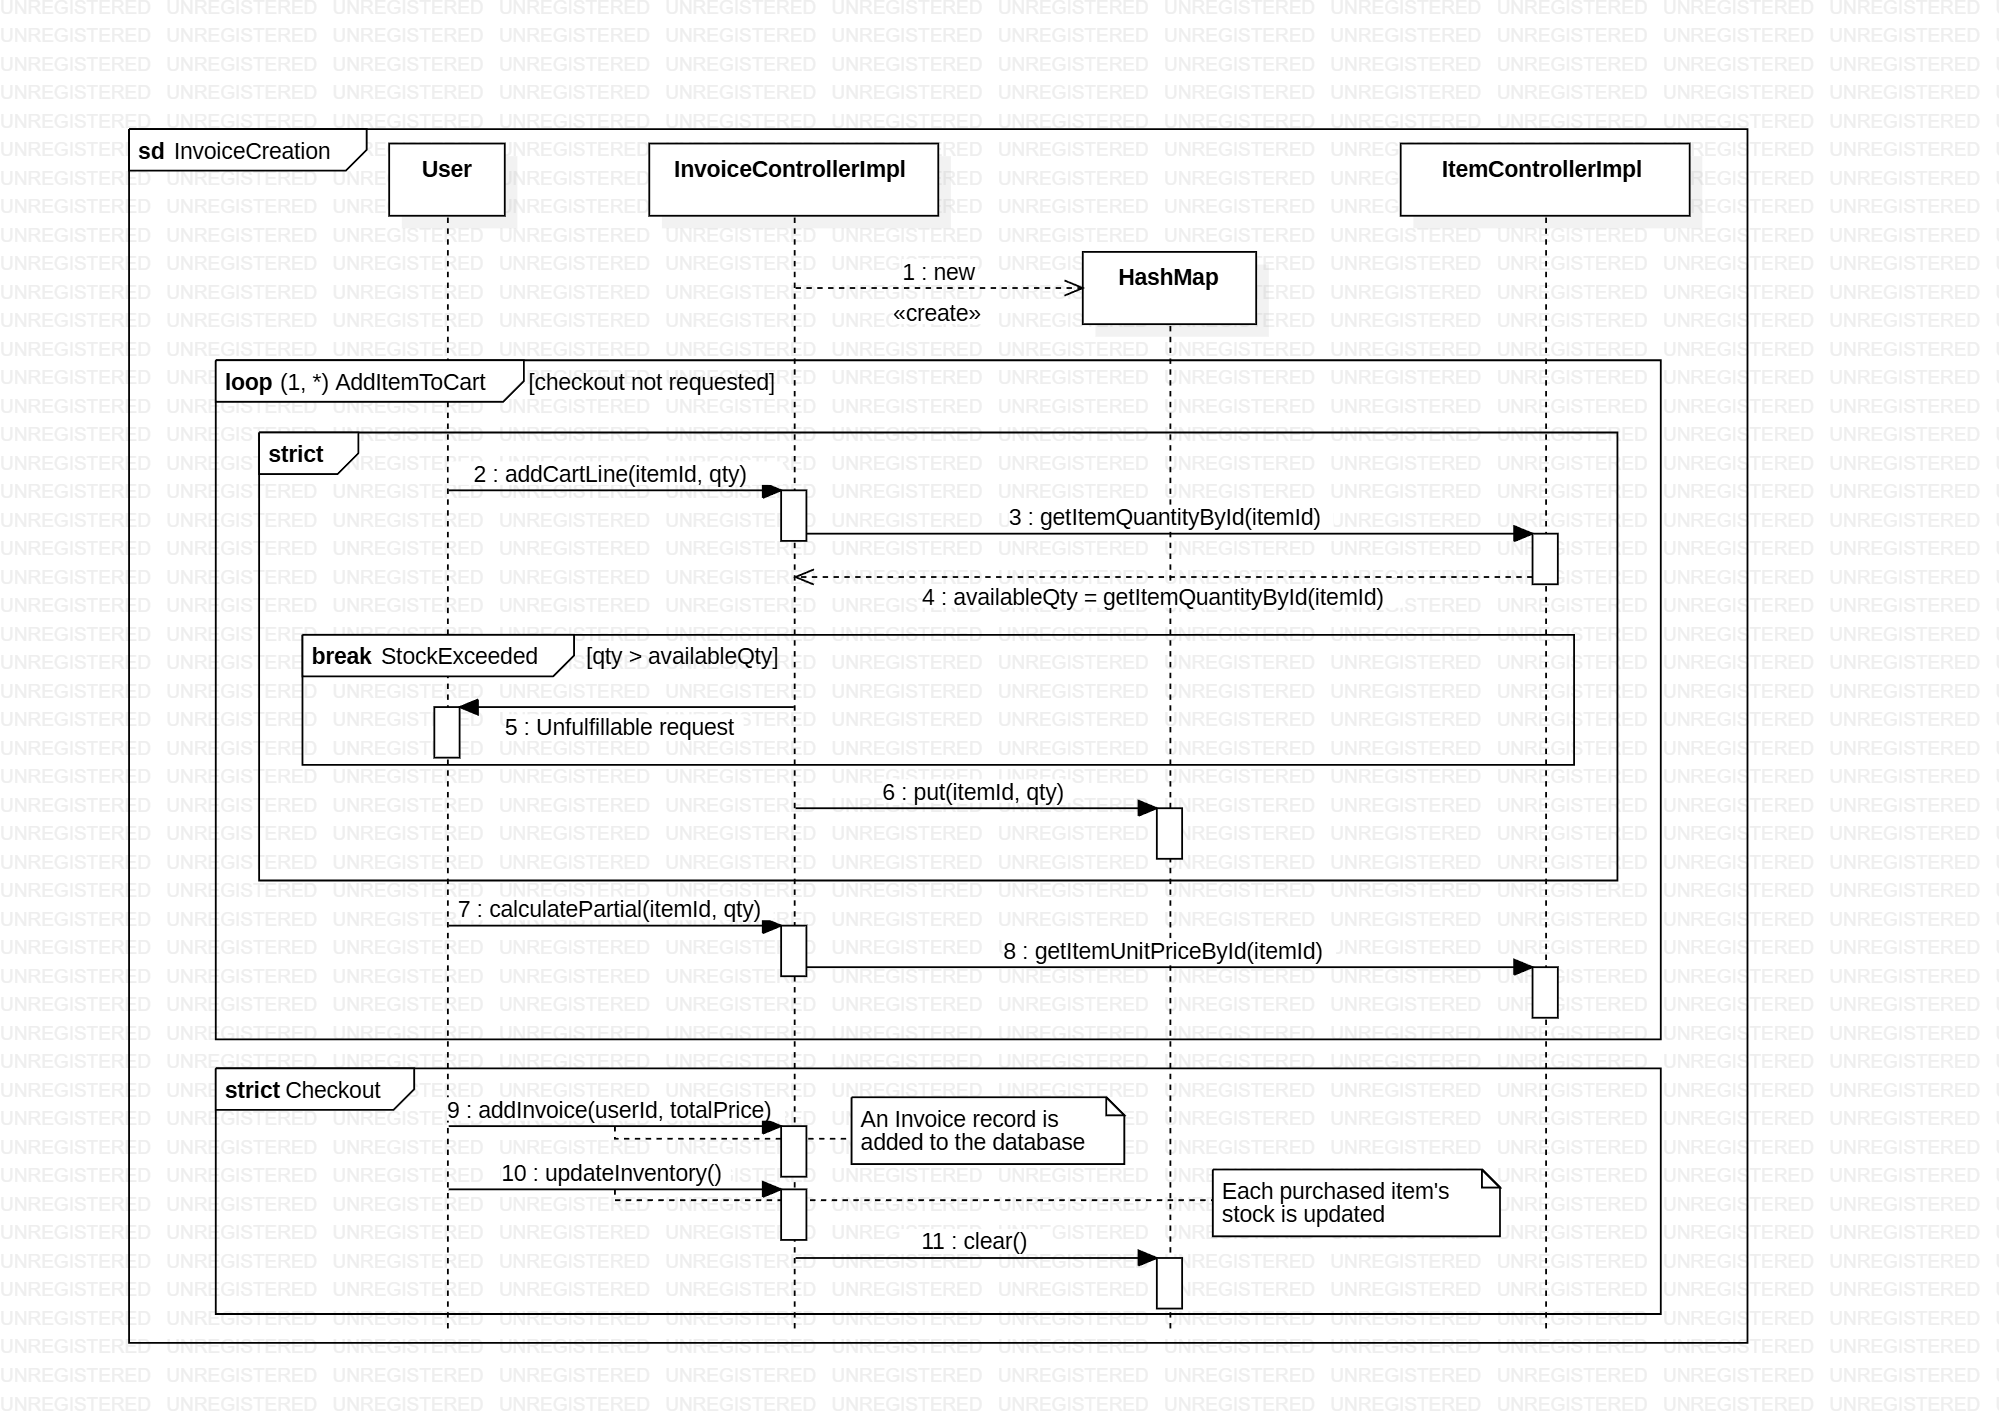 sd InvoiceCreation
User
InvoiceControllerImpl
ItemControllerImpl
1 : new
«create»
HashMap
loop (1, *) AddItemToCart [checkout not requested]
strict
2 : addCartLine(itemId, qty)
3 : getItemQuantityById(itemId)
4 : availableQty = getItemQuantityById(itemId)
break StockExceeded [qty > availableQty]
5 : Unfulfillable request
6 : put(itemId, qty)
7 : calculatePartial(itemId, qty)
8 : getItemUnitPriceById(itemId)
strict Checkout
9 : addInvoice(userId, totalPrice)
An Invoice record is
added to the database
10 : updateInventory()
Each purchased item's
stock is updated
11 : clear()
UNREGISTERED